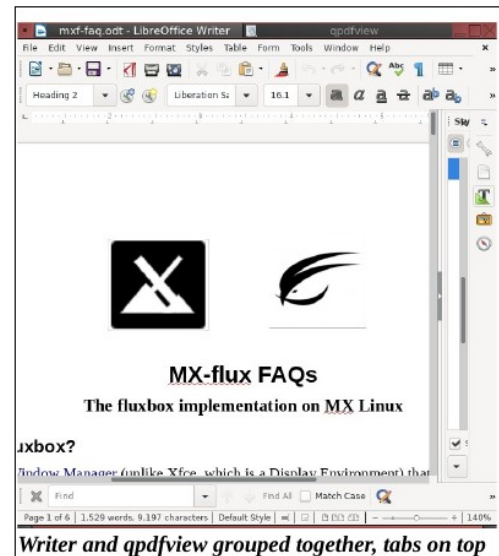 mxf-faq.odt - LibreOffice Writer
qpdfview
File Edit View Insert Format Styles Table Form Tools Window Help
Heading 2
Liberation Sa
16.1
MX-flux FAQs
The fluxbox implementation on MX Linux
uxbox?
Window Manager (unlike Xfce, which is a Display Environment) that
Find
Find All
Match Case
Page 1 of 6
1.529 words. 9.197 characters
Default Style
140%
Writer and qpdfview grouped together, tabs on top